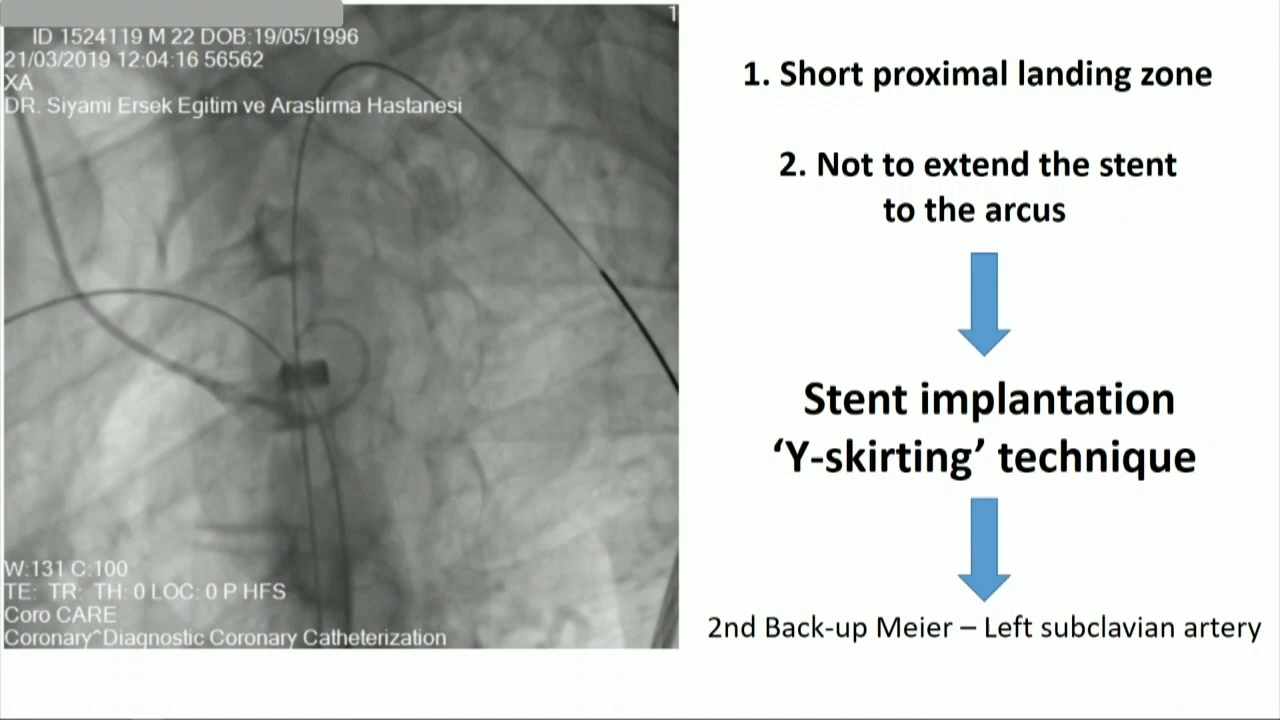 1
ID 1524119 M 22 DOB:19/05/1996
21/03/2019 12:04:16 56562
XA
DR. Siyami Ersek Egitim ve Arastirma Hastanesi
W:131 C:100
TE: TR: TH: 0 LOC: 0 P HFS
Coro CARE
Coronary^Diagnostic Coronary Catheterization
1. Short proximal landing zone
2. Not to extend the stent
to the arcus
Stent implantation
‘Y-skirting’ technique
2nd Back-up Meier – Left subclavian artery